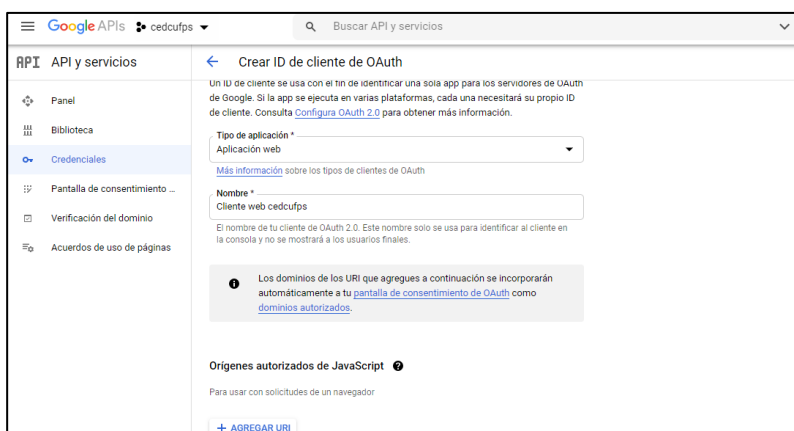 Google APIs cedcufps
Buscar API y servicios
API API y servicios
Crear ID de cliente de OAuth
Panel
Biblioteca
Credenciales
Pantalla de consentimiento ...
Verificación del dominio
Acuerdos de uso de páginas
Un ID de cliente se usa con el fin de identificar una sola app para los servidores de OAuth
de Google. Si la app se ejecuta en varias plataformas, cada una necesitará su propio ID
de cliente. Consulta Configura OAuth 2.0 para obtener más información.
Tipo de aplicación *
Aplicación web
Más información sobre los tipos de clientes de OAuth
Nombre *
Cliente web cedcufps
El nombre de tu cliente de OAuth 2.0. Este nombre solo se usa para identificar al cliente en
la consola y no se mostrará a los usuarios finales.
Los dominios de los URI que agregues a continuación se incorporarán
automáticamente a tu pantalla de consentimiento de OAuth como
dominios autorizados.
Orígenes autorizados de JavaScript
Para usar con solicitudes de un navegador
+ AGREGAR URI